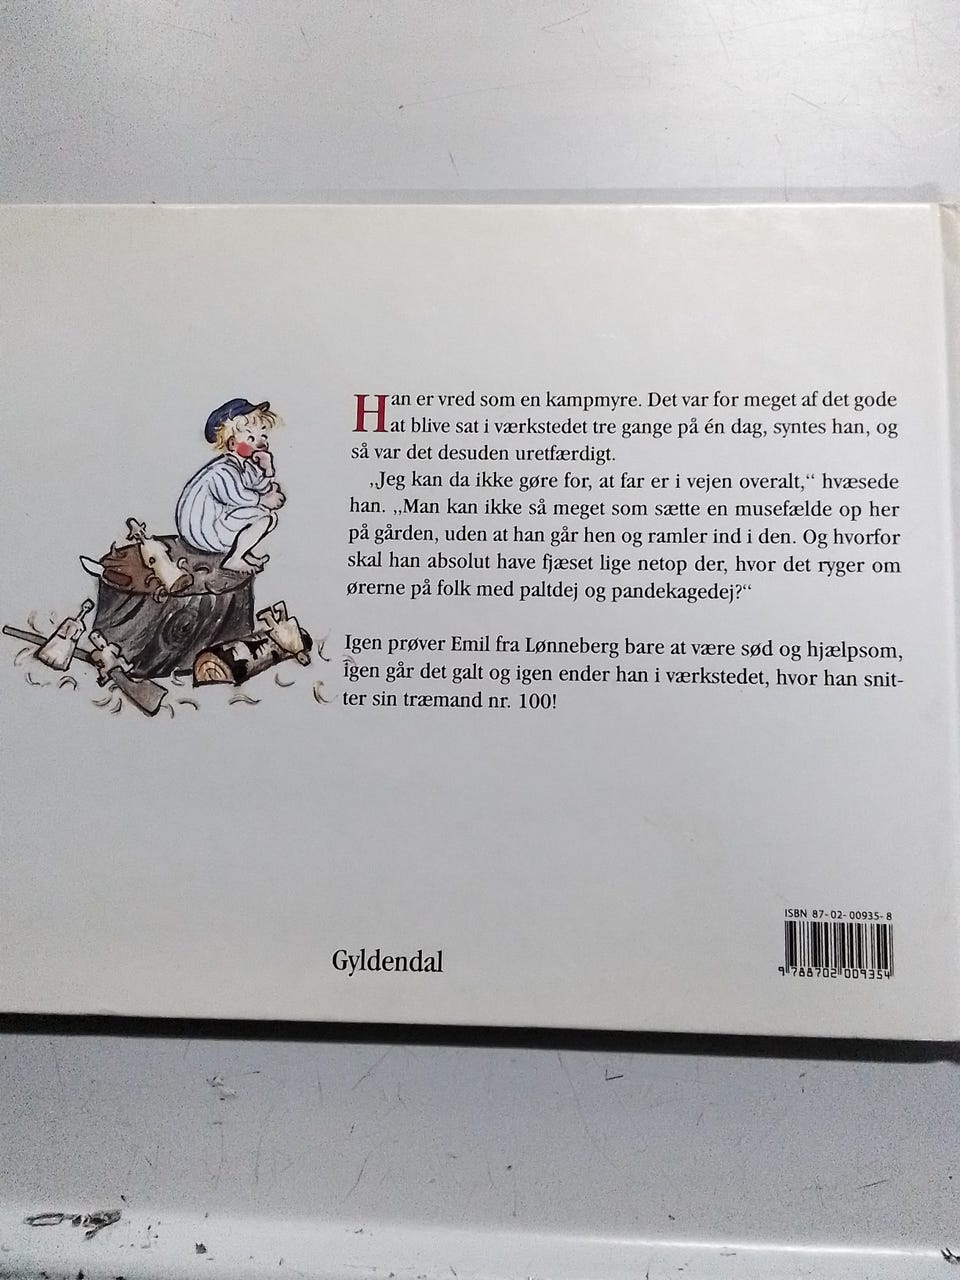 Han er vred som en kampmyre. Det var for meget af det gode
at blive sat i værkstedet tre gange på én dag, syntes han, og
så var det desuden uretfærdigt.
„Jeg kan da ikke gøre for, at far er i vejen overalt,“ hvæsede
han. „Man kan ikke så meget som sætte en musefælde op her
på gården, uden at han går hen og ramler ind i den. Og hvorfor
skal han absolut have fjæset lige netop der, hvor det ryger om
ørerne på folk med paltdej og pandekagedej?“
Igen prøver Emil fra Lønneberg bare at være sød og hjælpsom,
igen går det galt og igen ender han i værkstedet, hvor han snit-
ter sin træmand nr. 100!
ISBN 87-02-00935-8
9 788702 009354
Gyldendal